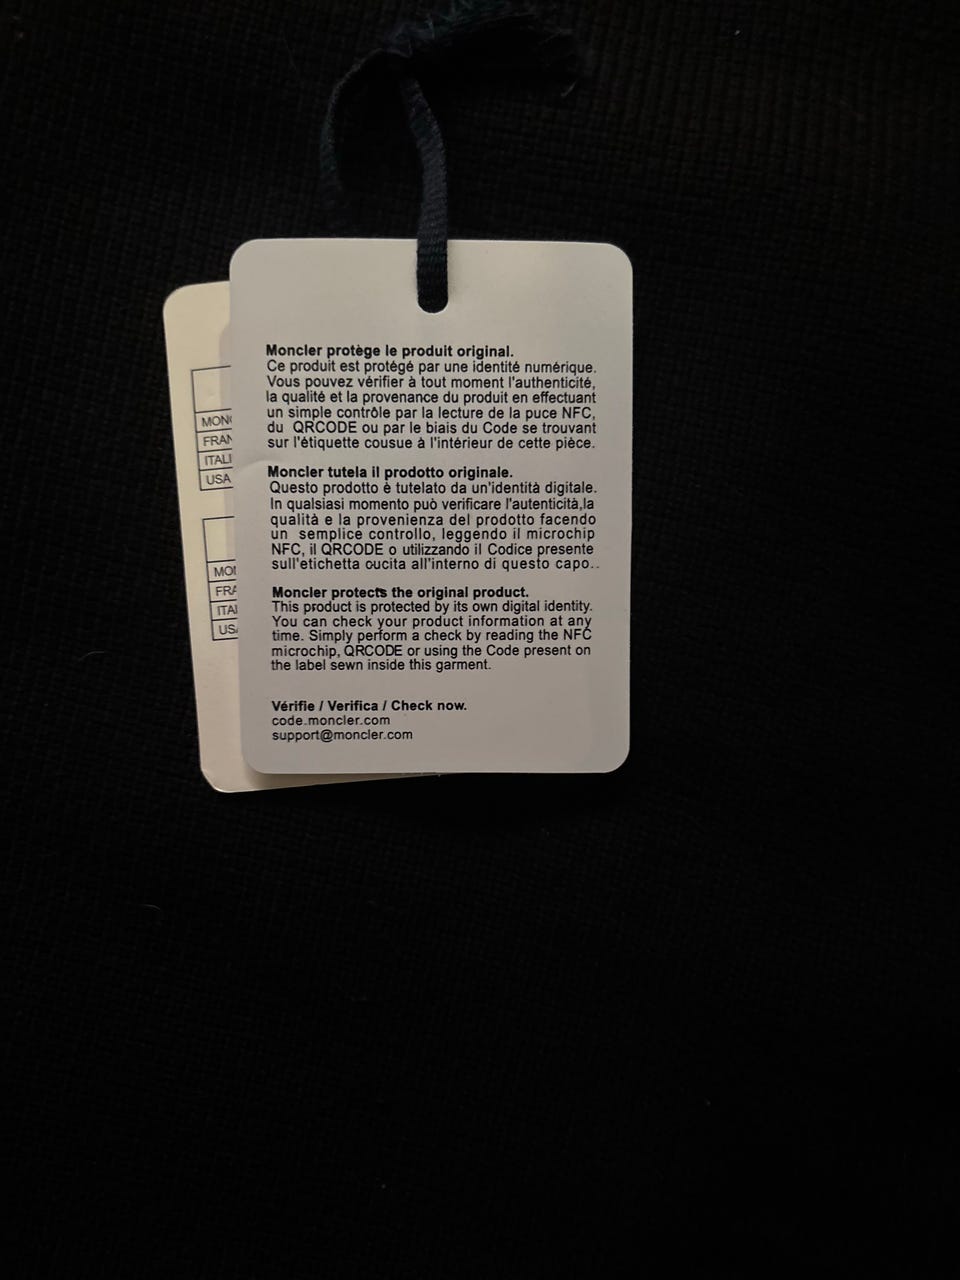 Moncler protège le produit original.
Ce produit est protégé par une identité numérique.
Vous pouvez vérifier à tout moment l'authenticité,
la qualité et la provenance du produit en effectuant
un simple contrôle par la lecture de la puce NFC,
du QRCODE ou par le biais du Code se trouvant
sur l'étiquette cousue à l'intérieur de cette pièce.
Moncler tutela il prodotto originale.
Questo prodotto è tutelato da un'identità digitale.
In qualsiasi momento può verificare l'autenticità,la
qualità e la provenienza del prodotto facendo
un semplice controllo, leggendo il microchip
NFC, il QRCODE o utilizzando il Codice presente
sull'etichetta cucita all'interno di questo capo..
Moncler protects the original product.
This product is protected by its own digital identity.
You can check your product information at any
time. Simply perform a check by reading the NFC
microchip, QRCODE or using the Code present on
the label sewn inside this garment.
Vérifie / Verifica / Check now.
code.moncler.com
support@moncler.com
MON
FRAN
ITALI
USA
MO
FRA
ITA
US